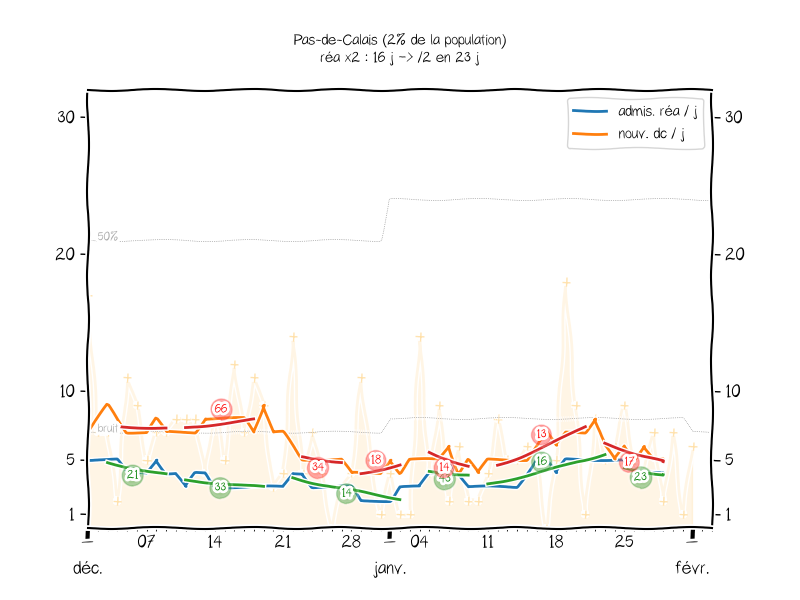 Pas-de-Calais (2% de la population)
réa x2 : 16 j -> /2 en 23 j
admis. réa / j
nouv. dc / j
30 30
50%
20 20
10 10
bruit
66
13
5 5
21 33 34 14 18 14 16 17 23
1 1
07 14 21 28 04 11 18 25
déc. janv. févr.